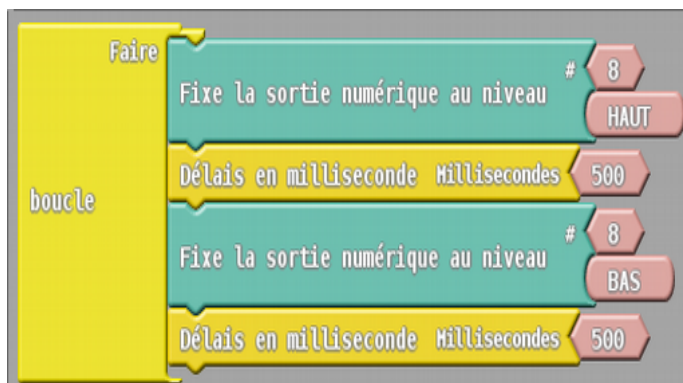 Faire
# 8
Fixe la sortie numérique au niveau
HAUT
Délais en milliseconde Millisecondes 500
boucle
# 8
Fixe la sortie numérique au niveau
BAS
Délais en milliseconde Millisecondes 500